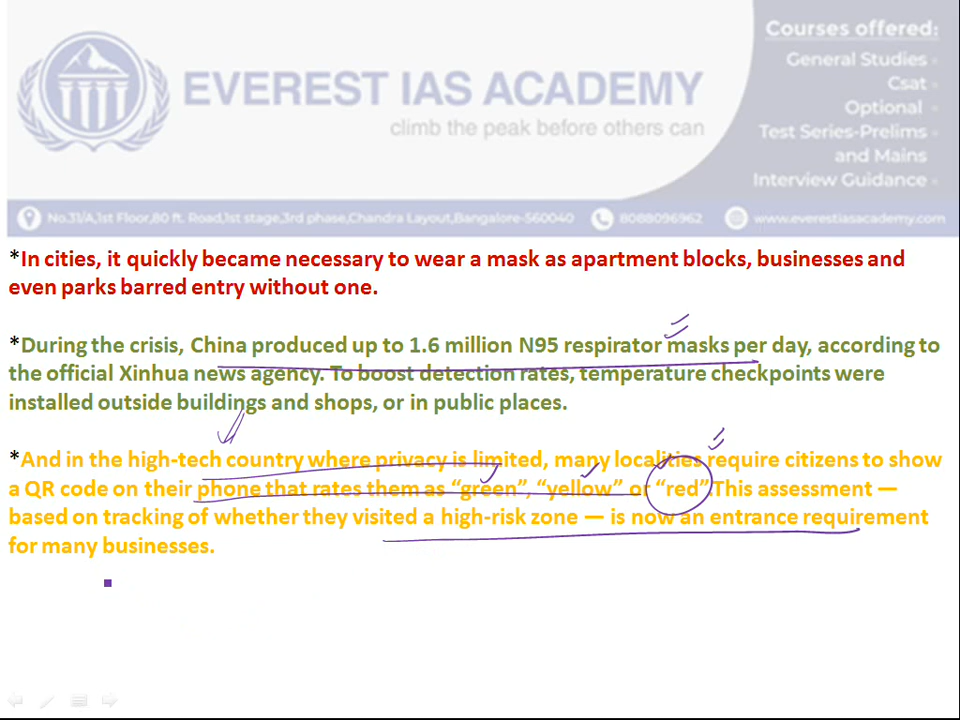 Courses offered:
General Studies
Csat
Optional
Test Series-Prelims
and Mains
Interview Guidance
EVEREST IAS ACADEMY
climb the peak before others can
No.31/A,1st Floor,80 ft. Road,1st stage,3rd phase,Chandra Layout,Bangalore-560040 8088096962 www.everestiasacademy.com
*In cities, it quickly became necessary to wear a mask as apartment blocks, businesses and
even parks barred entry without one.
*During the crisis, China produced up to 1.6 million N95 respirator masks per day, according to
the official Xinhua news agency. To boost detection rates, temperature checkpoints were
installed outside buildings and shops, or in public places.
*And in the high-tech country where privacy is limited, many localities require citizens to show
a QR code on their phone that rates them as “green”, “yellow” or “red”.This assessment —
based on tracking of whether they visited a high-risk zone — is now an entrance requirement
for many businesses.